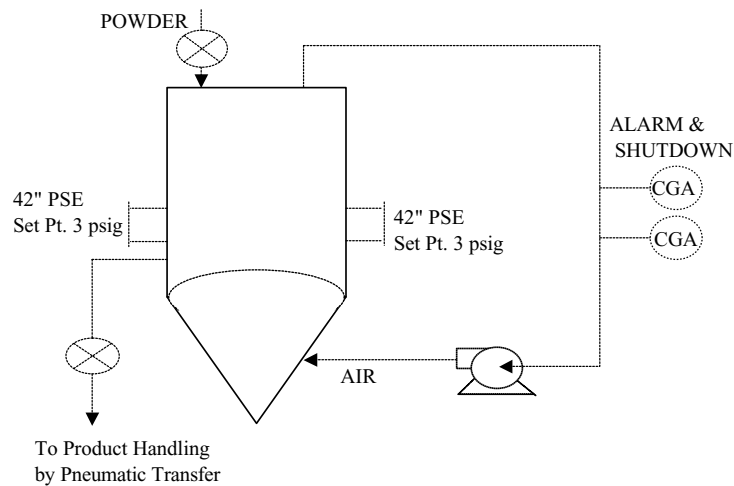 POWDER
ALARM &
SHUTDOWN
CGA
CGA
42" PSE
Set Pt. 3 psig
42" PSE
Set Pt. 3 psig
AIR
To Product Handling
by Pneumatic Transfer